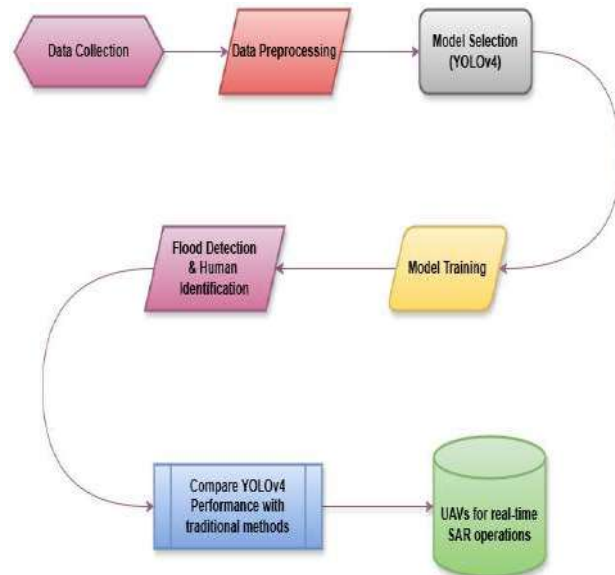 Data Collection
Data Preprocessing
Model Selection
(YOLOv4)
Flood Detection
& Human
Identification
Model Training
Compare YOLOv4
Performance with
traditional methods
UAVs for real-time
SAR operations